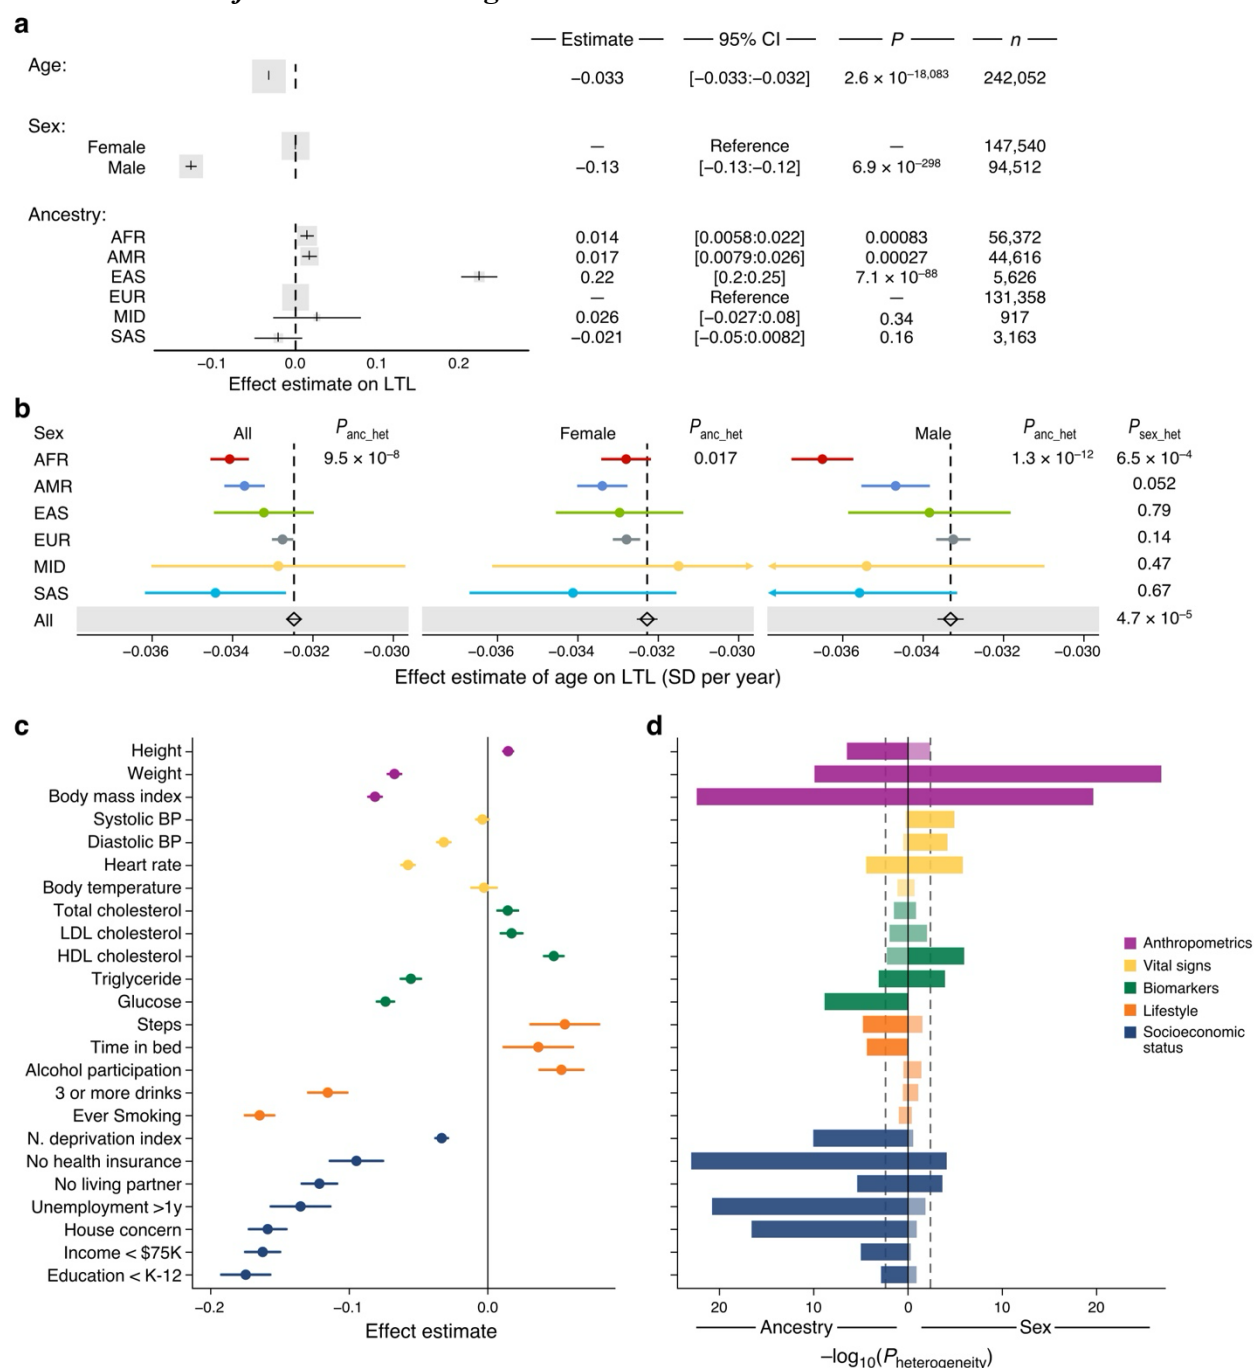 a
Estimate 95% CI P n
Age: −0.033 [−0.033:−0.032] 2.6 × 10−18,083 242,052
Sex:
Female — Reference — 147,540
Male −0.13 [−0.13:−0.12] 6.9 × 10−298 94,512
Ancestry:
AFR 0.014 [0.0058:0.022] 0.00083 56,372
AMR 0.017 [0.0079:0.026] 0.00027 44,616
EAS 0.22 [0.2:0.25] 7.1 × 10−88 5,626
EUR — Reference — 131,358
MID 0.026 [−0.027:0.08] 0.34 917
SAS −0.021 [−0.05:0.0082] 0.16 3,163
−0.1 0.0 0.1 0.2
Effect estimate on LTL
b
Sex All Panc_het Female Panc_het Male Panc_het Psex_het
AFR 9.5 × 10−8 0.017 1.3 × 10−12 6.5 × 10−4
AMR 0.052
EAS 0.79
EUR 0.14
MID 0.47
SAS 0.67
All 4.7 × 10−5
−0.036 −0.034 −0.032 −0.030 −0.036 −0.034 −0.032 −0.030 −0.036 −0.034 −0.032 −0.030
Effect estimate of age on LTL (SD per year)
c
Height
Weight
Body mass index
Systolic BP
Diastolic BP
Heart rate
Body temperature
Total cholesterol
LDL cholesterol
HDL cholesterol
Triglyceride
Glucose
Steps
Time in bed
Alcohol participation
3 or more drinks
Ever Smoking
N. deprivation index
No health insurance
No living partner
Unemployment >1y
House concern
Income < $75K
Education < K-12
−0.2 −0.1 0.0
Effect estimate
d
Anthropometrics
Vital signs
Biomarkers
Lifestyle
Socioeconomic
status
20 10 0 10 20
Ancestry Sex
−log10(Pheterogeneity)